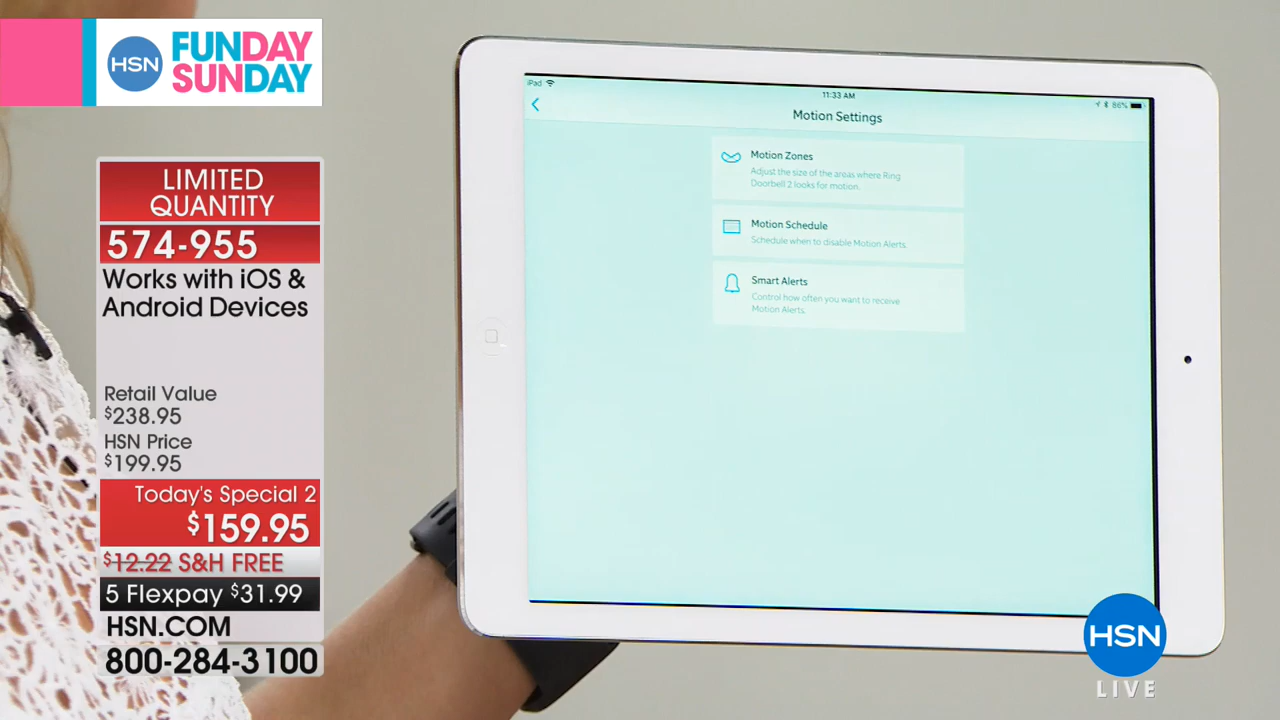 HSN
FUNDAY
SUNDAY
LIMITED
QUANTITY
574-955
Works with iOS &
Android Devices
Retail Value
$238.95
HSN Price
$199.95
Today's Special 2
$159.95
$12.22 S&H FREE
5 Flexpay $31.99
HSN.COM
800-284-3100
iPad
11:33 AM
86%
Motion Settings
Motion Zones
Adjust the size of the areas where Ring
Doorbell 2 looks for motion.
Motion Schedule
Schedule when to disable Motion Alerts.
Smart Alerts
Control how often you want to receive
Motion Alerts.
HSN
LIVE